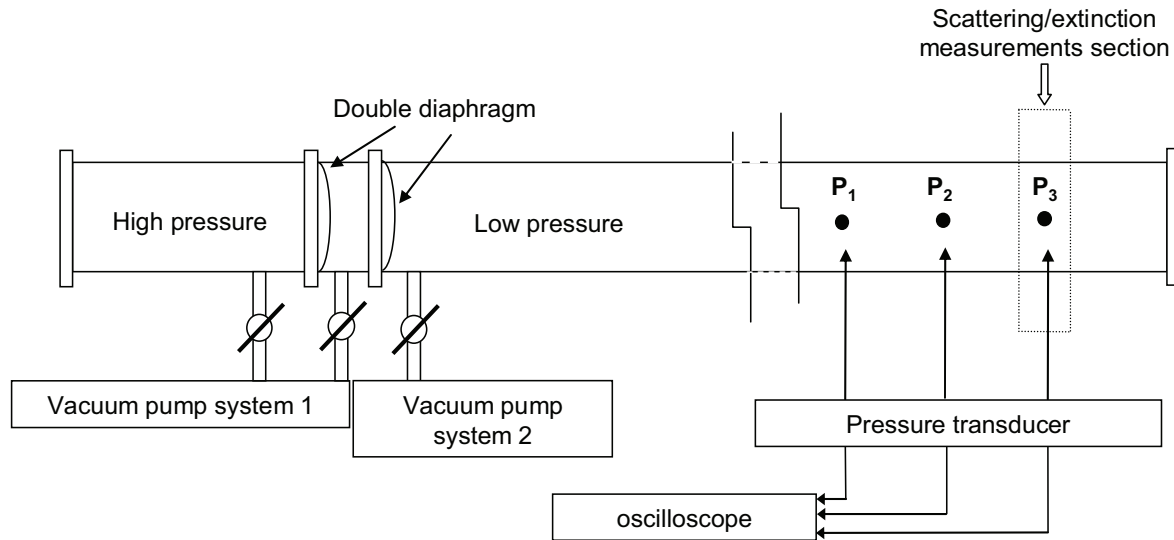 Scattering/extinction
measurements section
Double diaphragm
High pressure
Low pressure
P1
P2
P3
Vacuum pump system 1
Vacuum pump
system 2
Pressure transducer
oscilloscope